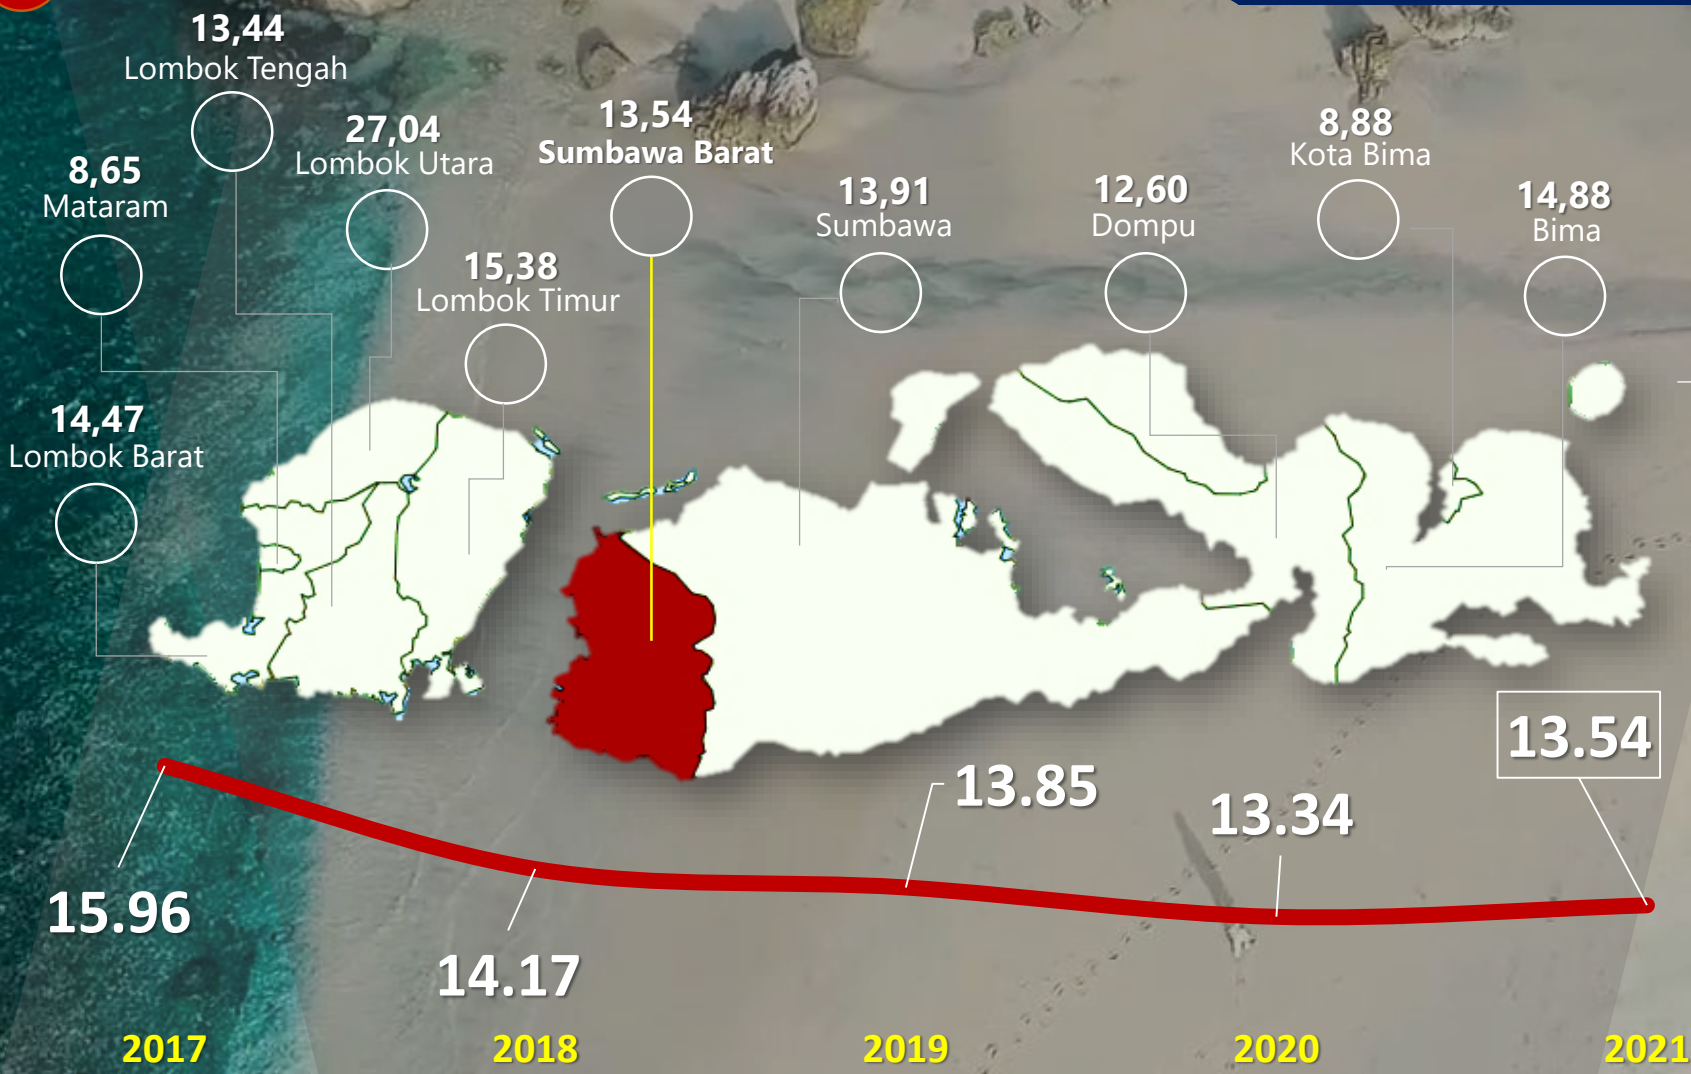 13,44
Lombok Tengah
27,04
Lombok Utara
13,54
Sumbawa Barat
8,88
Kota Bima
8,65
Mataram
13,91
Sumbawa
12,60
Dompu
14,88
Bima
15,38
Lombok Timur
14,47
Lombok Barat
13.54
13.85
13.34
15.96
14.17
2017
2018
2019
2020
2021